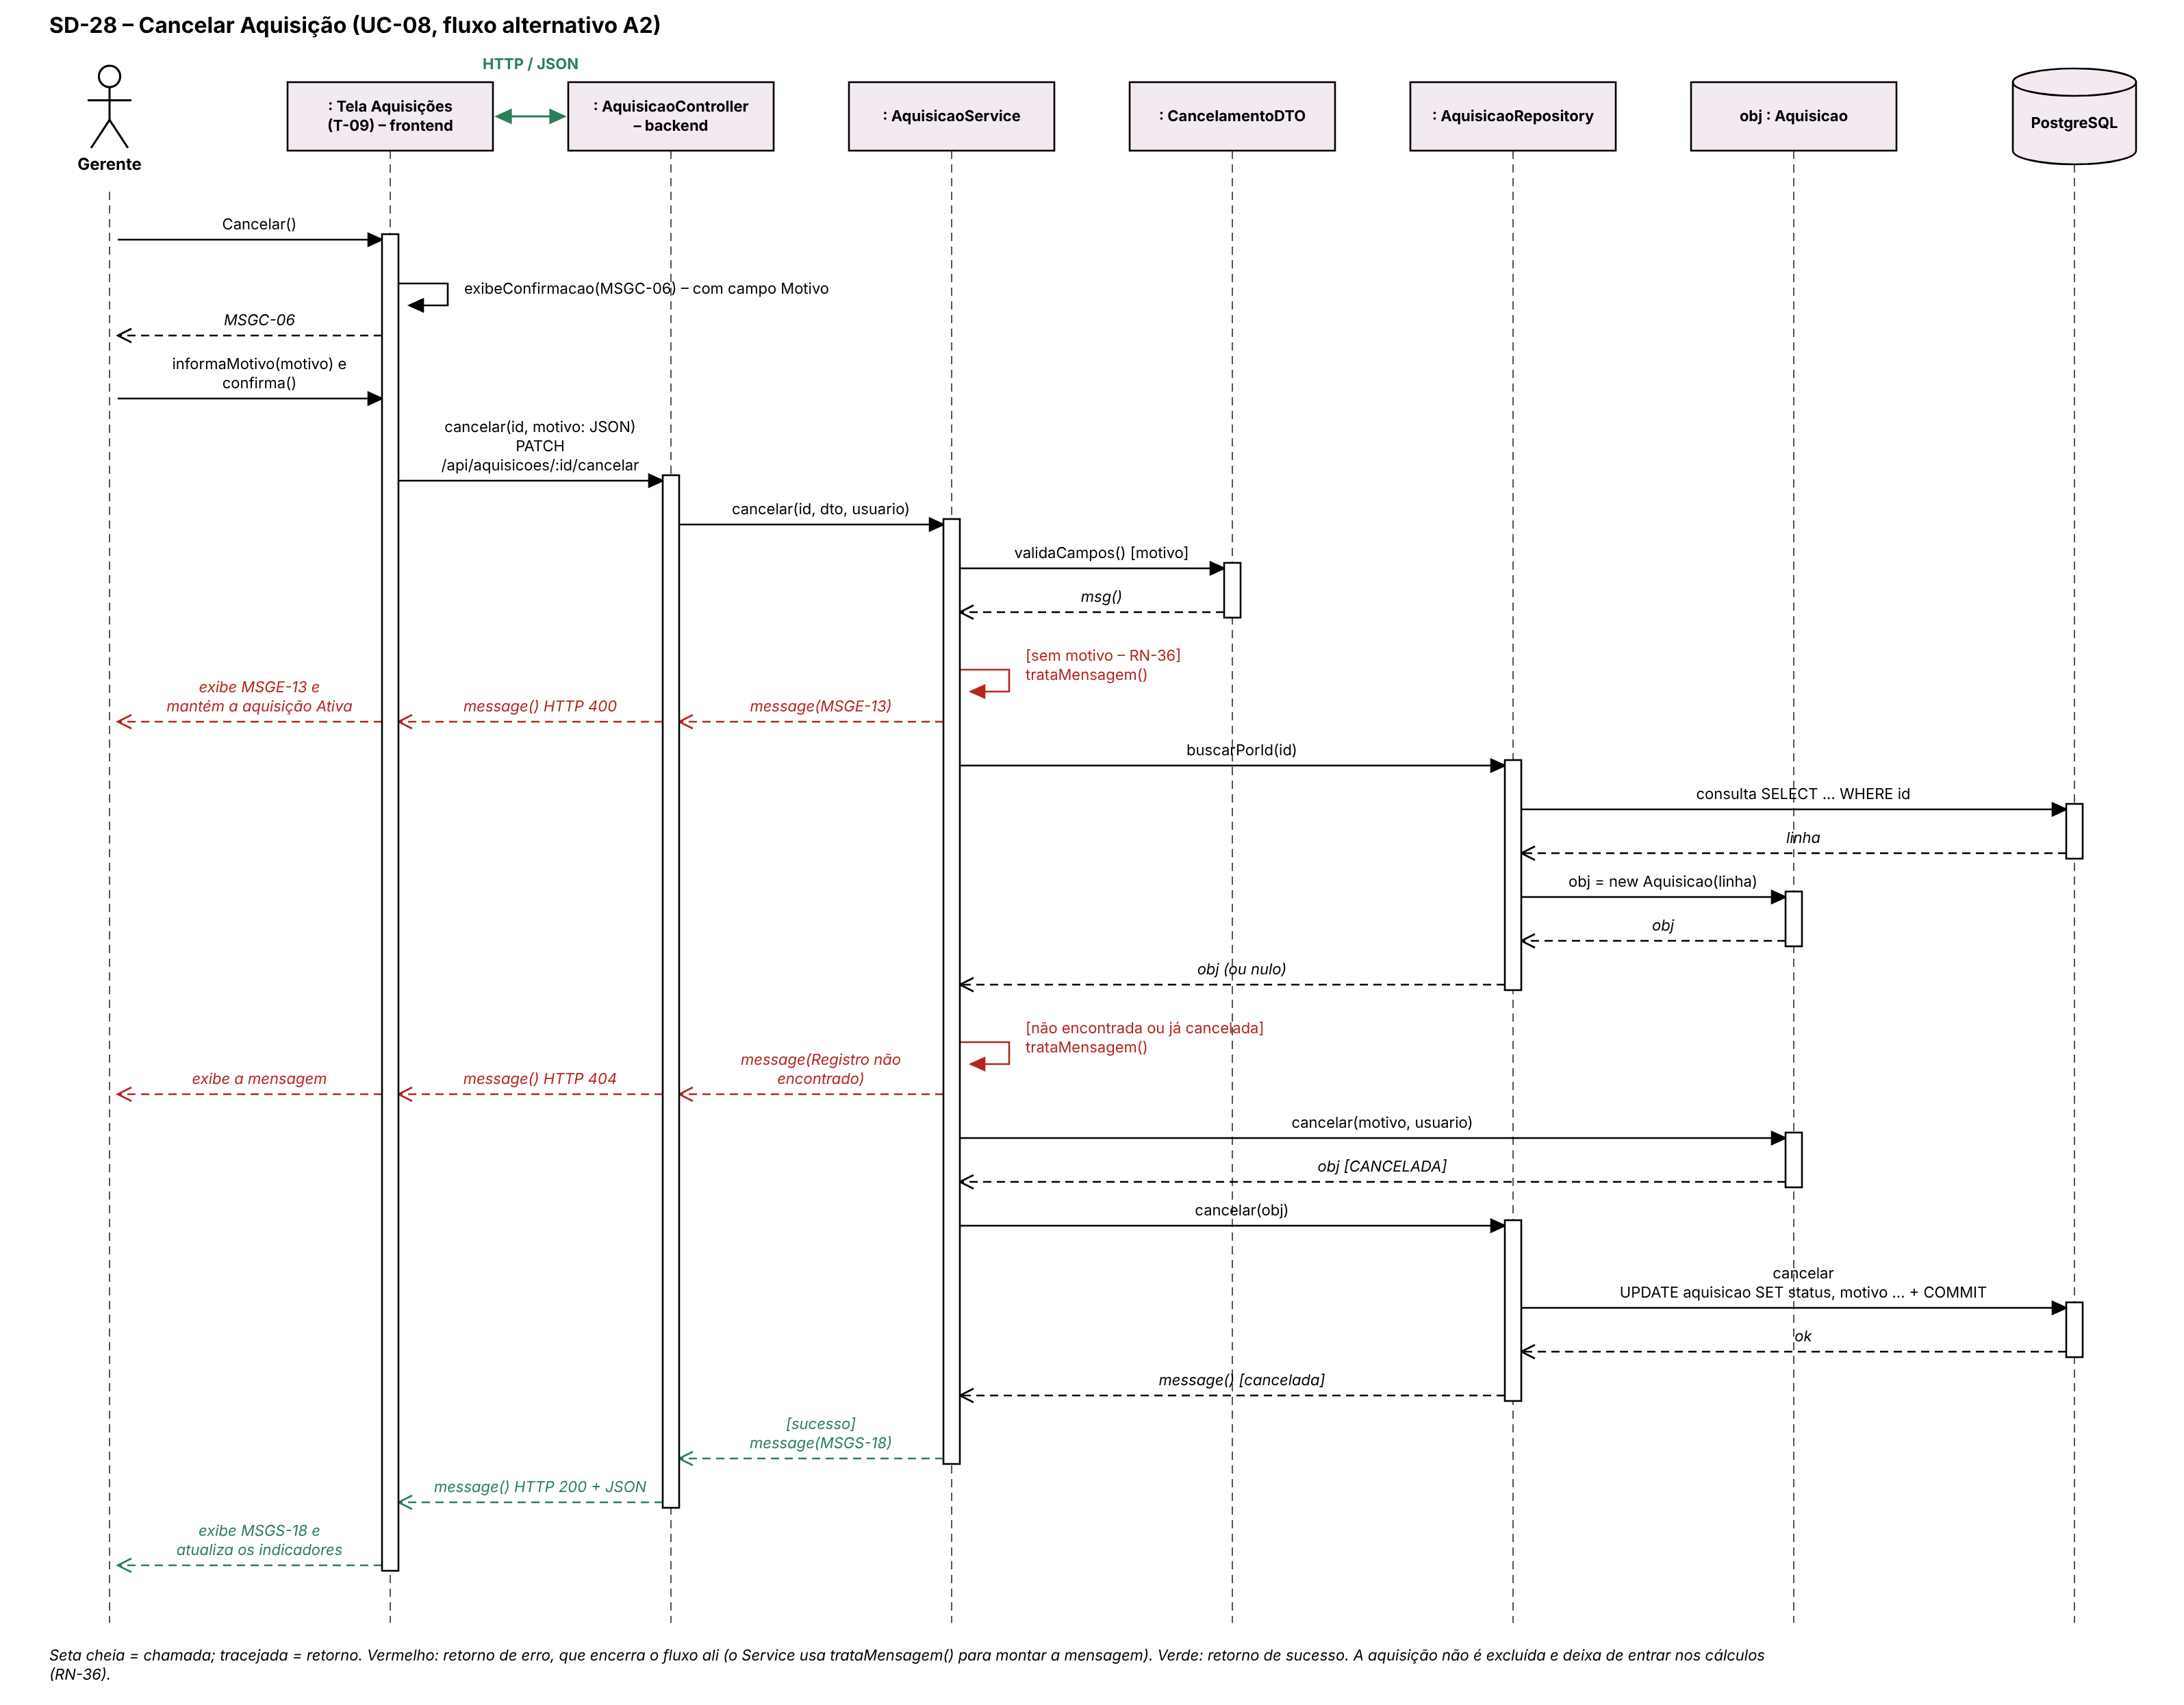 SD-28 – Cancelar Aquisição (UC-08, fluxo alternativo A2)
HTTP / JSON
Gerente
: Tela Aquisições
(T-09) – frontend
: AquisicaoController
– backend
: AquisicaoService
: CancelamentoDTO
: AquisicaoRepository
obj : Aquisicao
PostgreSQL
Cancelar()
exibeConfirmacao(MSGC-06) – com campo Motivo
MSGC-06
informaMotivo(motivo) e
confirma()
cancelar(id, motivo: JSON)
PATCH
/api/aquisicoes/:id/cancelar
cancelar(id, dto, usuario)
validaCampos() [motivo]
msg()
[sem motivo – RN-36]
trataMensagem()
exibe MSGE-13 e
mantém a aquisição Ativa
message() HTTP 400
message(MSGE-13)
buscarPorId(id)
consulta SELECT ... WHERE id
linha
obj = new Aquisicao(linha)
obj
obj (ou nulo)
[não encontrada ou já cancelada]
trataMensagem()
exibe a mensagem
message() HTTP 404
message(Registro não
encontrado)
cancelar(motivo, usuario)
obj [CANCELADA]
cancelar(obj)
cancelar
UPDATE aquisicao SET status, motivo ... + COMMIT
ok
message() [cancelada]
[sucesso]
message(MSGS-18)
message() HTTP 200 + JSON
exibe MSGS-18 e
atualiza os indicadores
Seta cheia = chamada; tracejada = retorno. Vermelho: retorno de erro, que encerra o fluxo ali (o Service usa trataMensagem() para montar a mensagem). Verde: retorno de sucesso. A aquisição não é excluída e deixa de entrar nos cálculos
(RN-36).